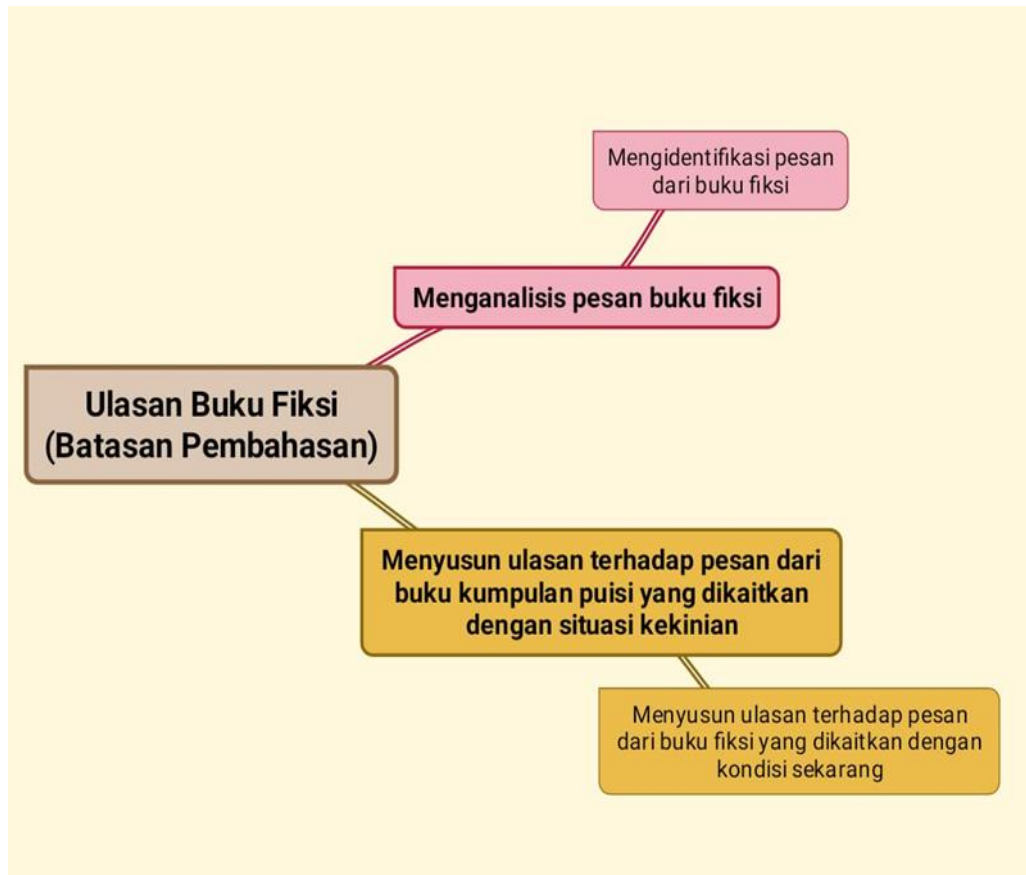 Mengidentifikasi pesan
dari buku fiksi
Menganalisis pesan buku fiksi
Ulasan Buku Fiksi
(Batasan Pembahasan)
Menyusun ulasan terhadap pesan dari
buku kumpulan puisi yang dikaitkan
dengan situasi kekinian
Menyusun ulasan terhadap pesan
dari buku fiksi yang dikaitkan dengan
kondisi sekarang